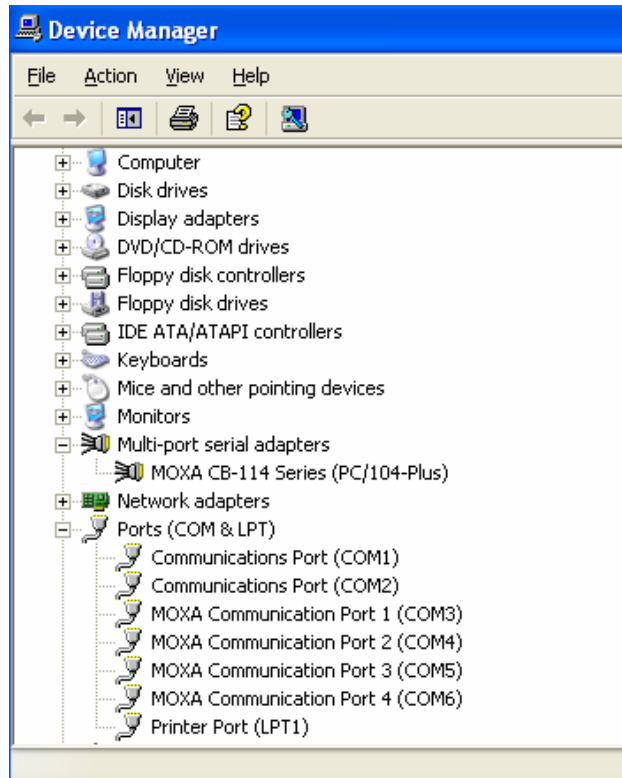 Device Manager
File Action View Help
Computer
Disk drives
Display adapters
DVD/CD-ROM drives
Floppy disk controllers
Floppy disk drives
IDE ATA/ATAPI controllers
Keyboards
Mice and other pointing devices
Monitors
Multi-port serial adapters
MOXA CB-114 Series (PC/104-Plus)
Network adapters
Ports (COM & LPT)
Communications Port (COM1)
Communications Port (COM2)
MOXA Communication Port 1 (COM3)
MOXA Communication Port 2 (COM4)
MOXA Communication Port 3 (COM5)
MOXA Communication Port 4 (COM6)
Printer Port (LPT1)